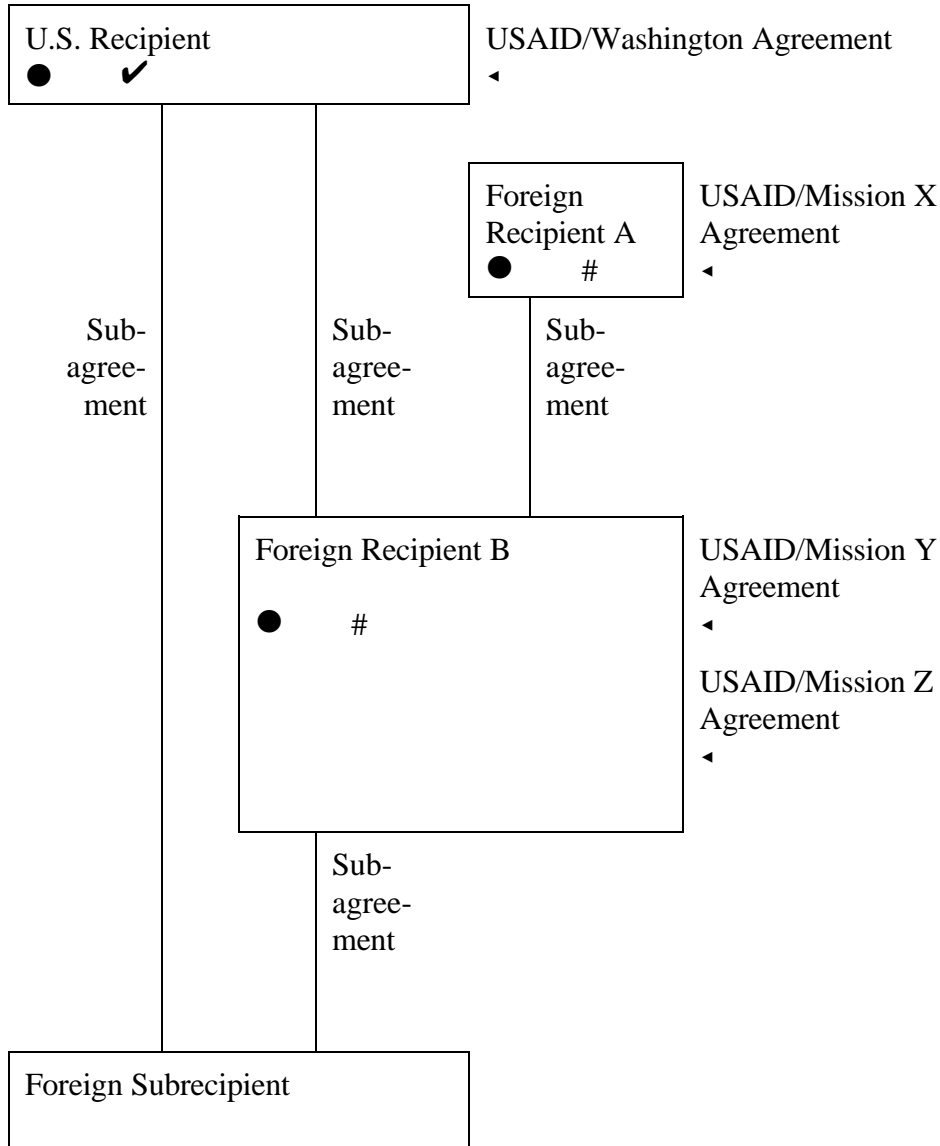 U.S. Recipient
● ✔
USAID/Washington Agreement
◄
Foreign
Recipient A
● #
USAID/Mission X
Agreement
◄
Sub-
agree-
ment
Sub-
agree-
ment
Sub-
agree-
ment
Foreign Recipient B
● #
USAID/Mission Y
Agreement
◄
USAID/Mission Z
Agreement
◄
Sub-
agree-
ment
Foreign Subrecipient